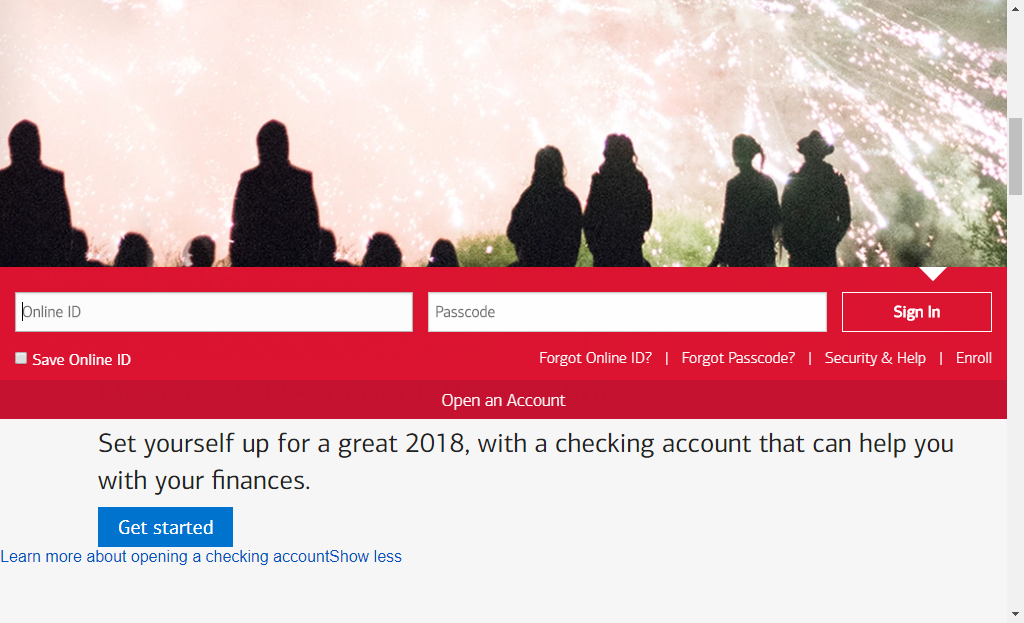 Online ID
Passcode
Sign In
Save Online ID
Forgot Online ID? | Forgot Passcode? | Security & Help | Enroll
Open an Account
Set yourself up for a great 2018, with a checking account that can help you
with your finances.
Get started
Learn more about opening a checking accountShow less